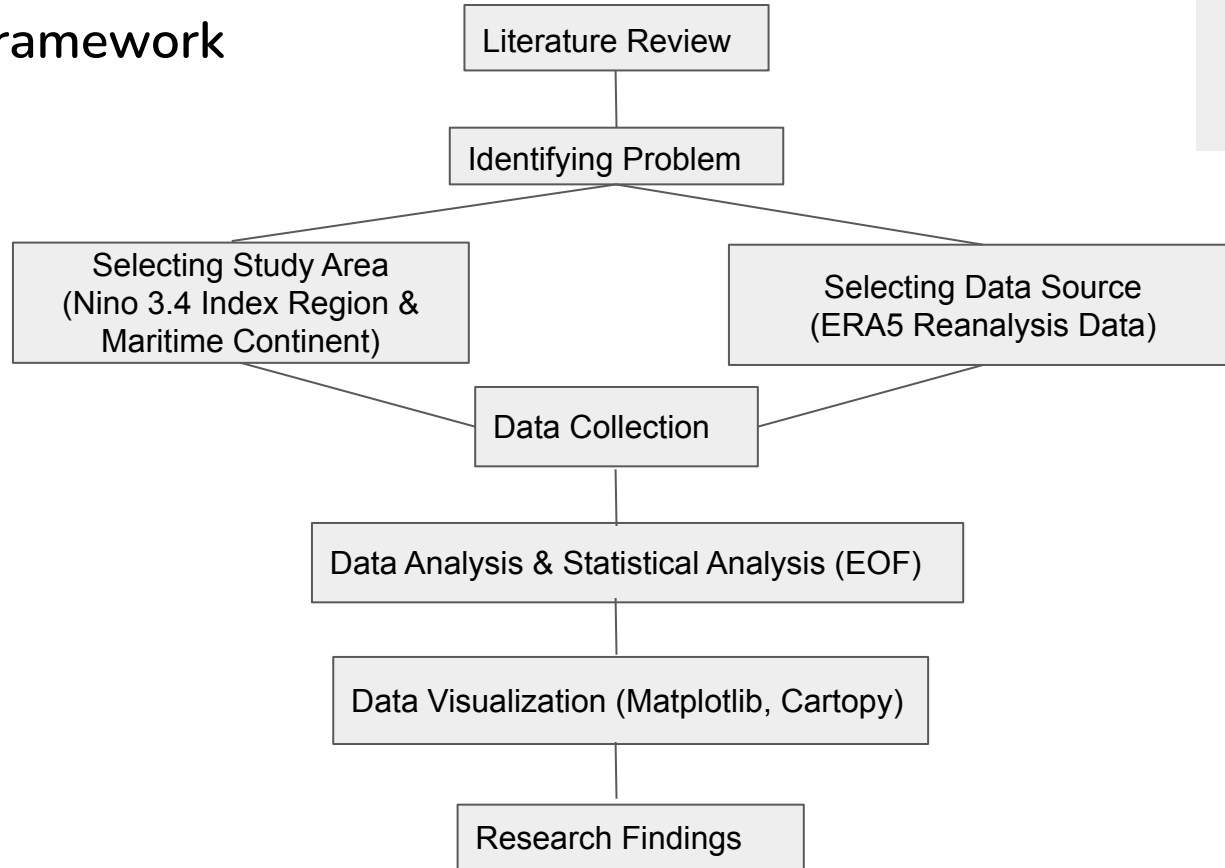 ramework
Literature Review
Identifying Problem
Selecting Study Area
(Nino 3.4 Index Region &
Maritime Continent)
Selecting Data Source
(ERA5 Reanalysis Data)
Data Collection
Data Analysis & Statistical Analysis (EOF)
Data Visualization (Matplotlib, Cartopy)
Research Findings